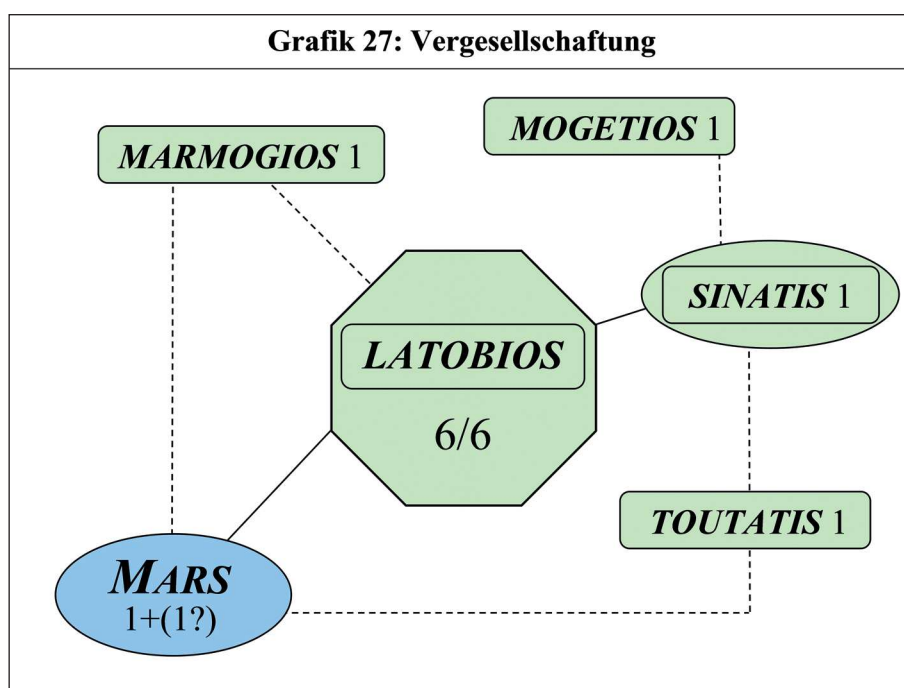 Grafik 27: Vergesellschaftung
MOGETIOS 1
MARMOGIOS 1
SINATIS 1
LATOBIOS
6/6
TOUTATIS 1
MARS
1+(1?)